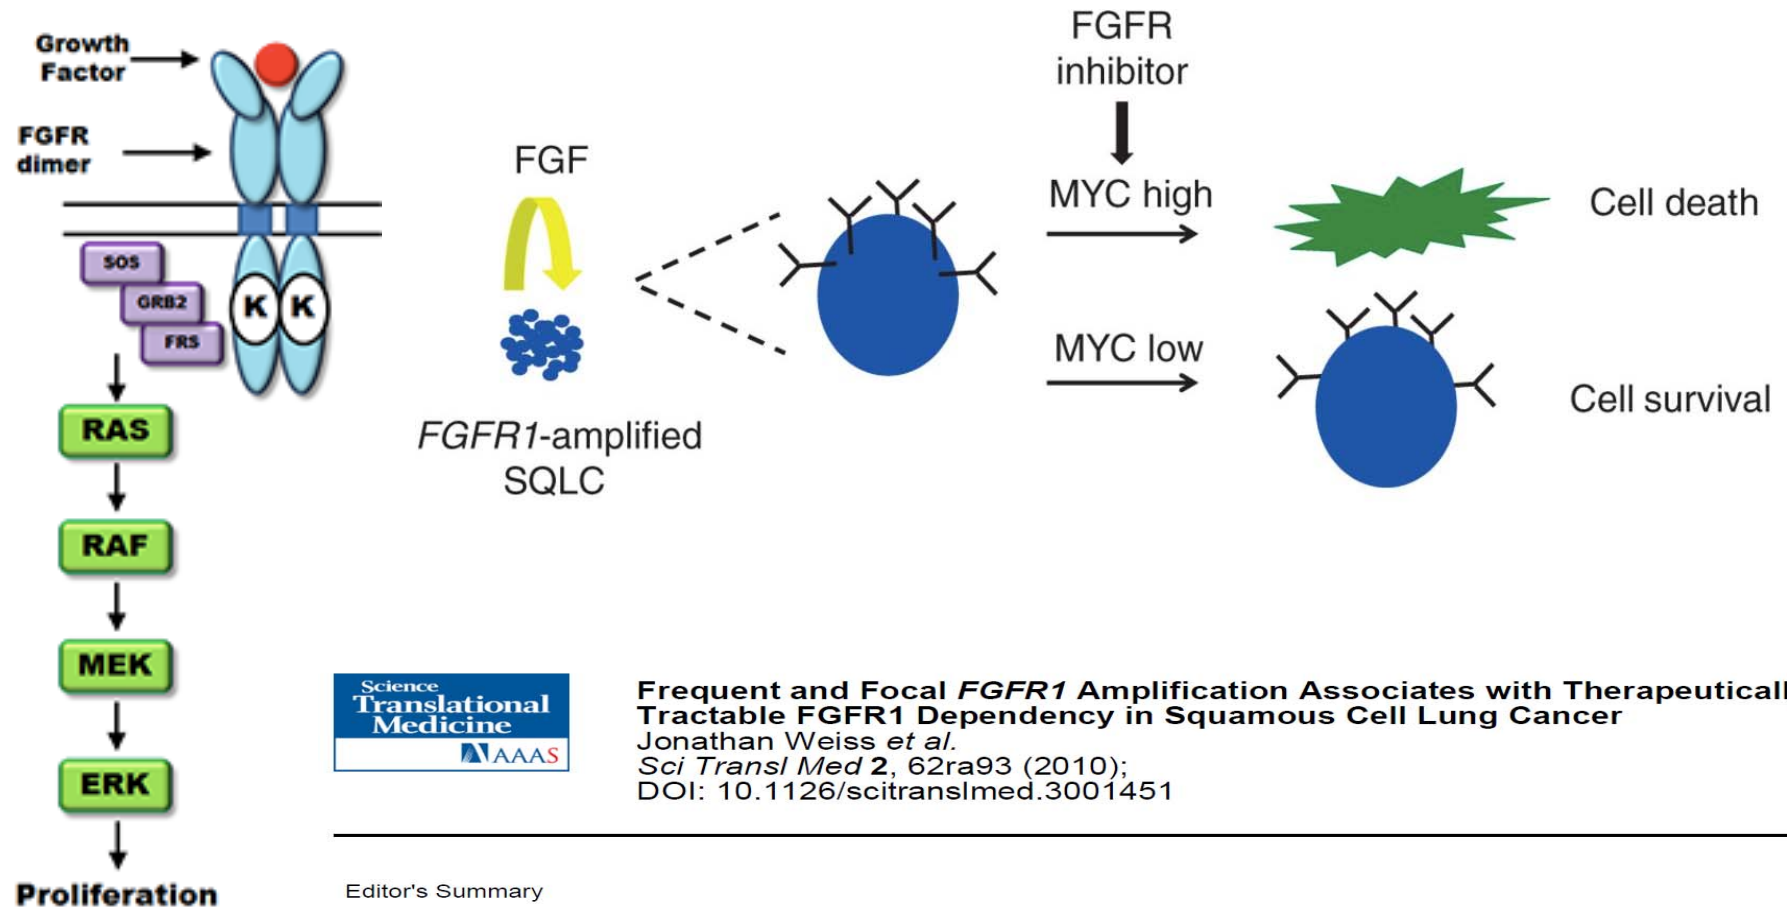 Growth
Factor
FGFR
dimer
SOS
GRB2
FRS
K K
RAS
RAF
MEK
ERK
Proliferation
FGF
FGFR1-amplified
SQLC
FGFR
inhibitor
MYC high
MYC low
Cell death
Cell survival
Science
Translational
Medicine
AAAS
Frequent and Focal FGFR1 Amplification Associates with Therapeuticall
Tractable FGFR1 Dependency in Squamous Cell Lung Cancer
Jonathan Weiss et al.
Sci Transl Med 2, 62ra93 (2010);
DOI: 10.1126/scitranslmed.3001451
Editor's Summary